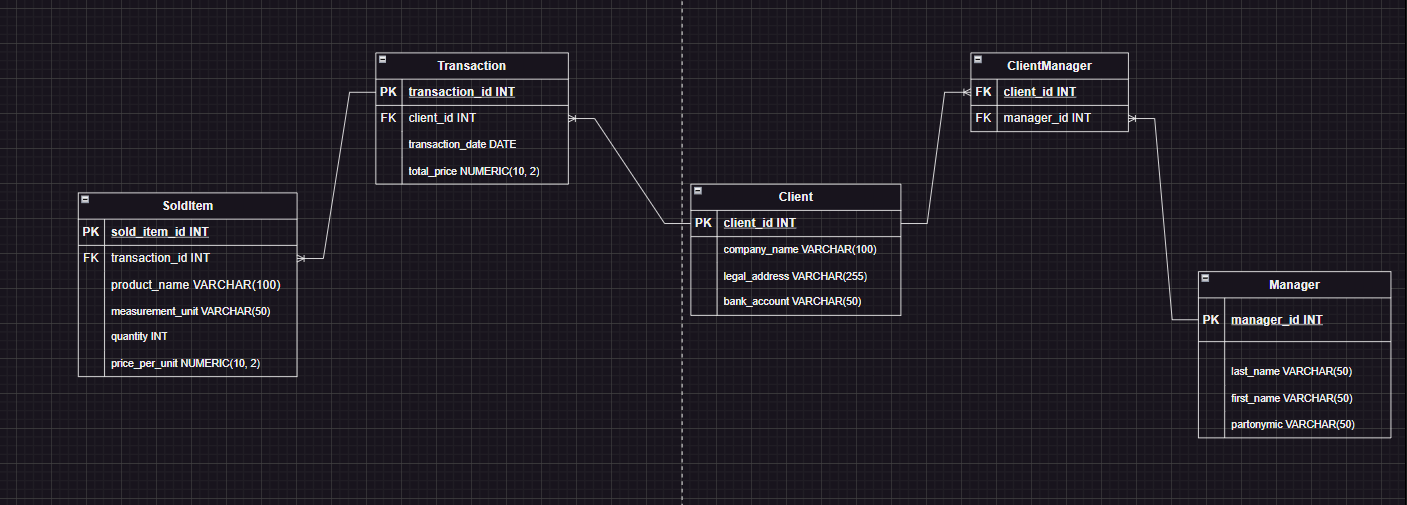 Transaction
PK transaction_id INT
FK client_id INT
transaction_date DATE
total_price NUMERIC(10, 2)
ClientManager
FK client_id INT
FK manager_id INT
SoldItem
PK sold_item_id INT
FK transaction_id INT
product_name VARCHAR(100)
measurement_unit VARCHAR(50)
quantity INT
price_per_unit NUMERIC(10, 2)
Client
PK client_id INT
company_name VARCHAR(100)
legal_address VARCHAR(255)
bank_account VARCHAR(50)
Manager
PK manager_id INT
last_name VARCHAR(50)
first_name VARCHAR(50)
partonymic VARCHAR(50)